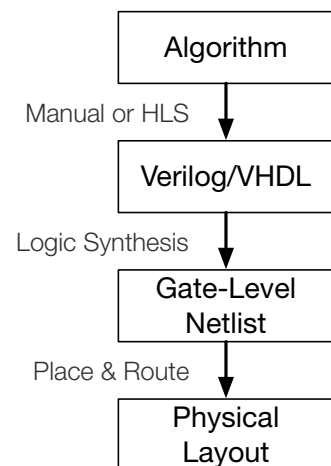 Algorithm
Manual or HLS
Verilog/VHDL
Logic Synthesis
Gate-Level
Netlist
Place & Route
Physical
Layout